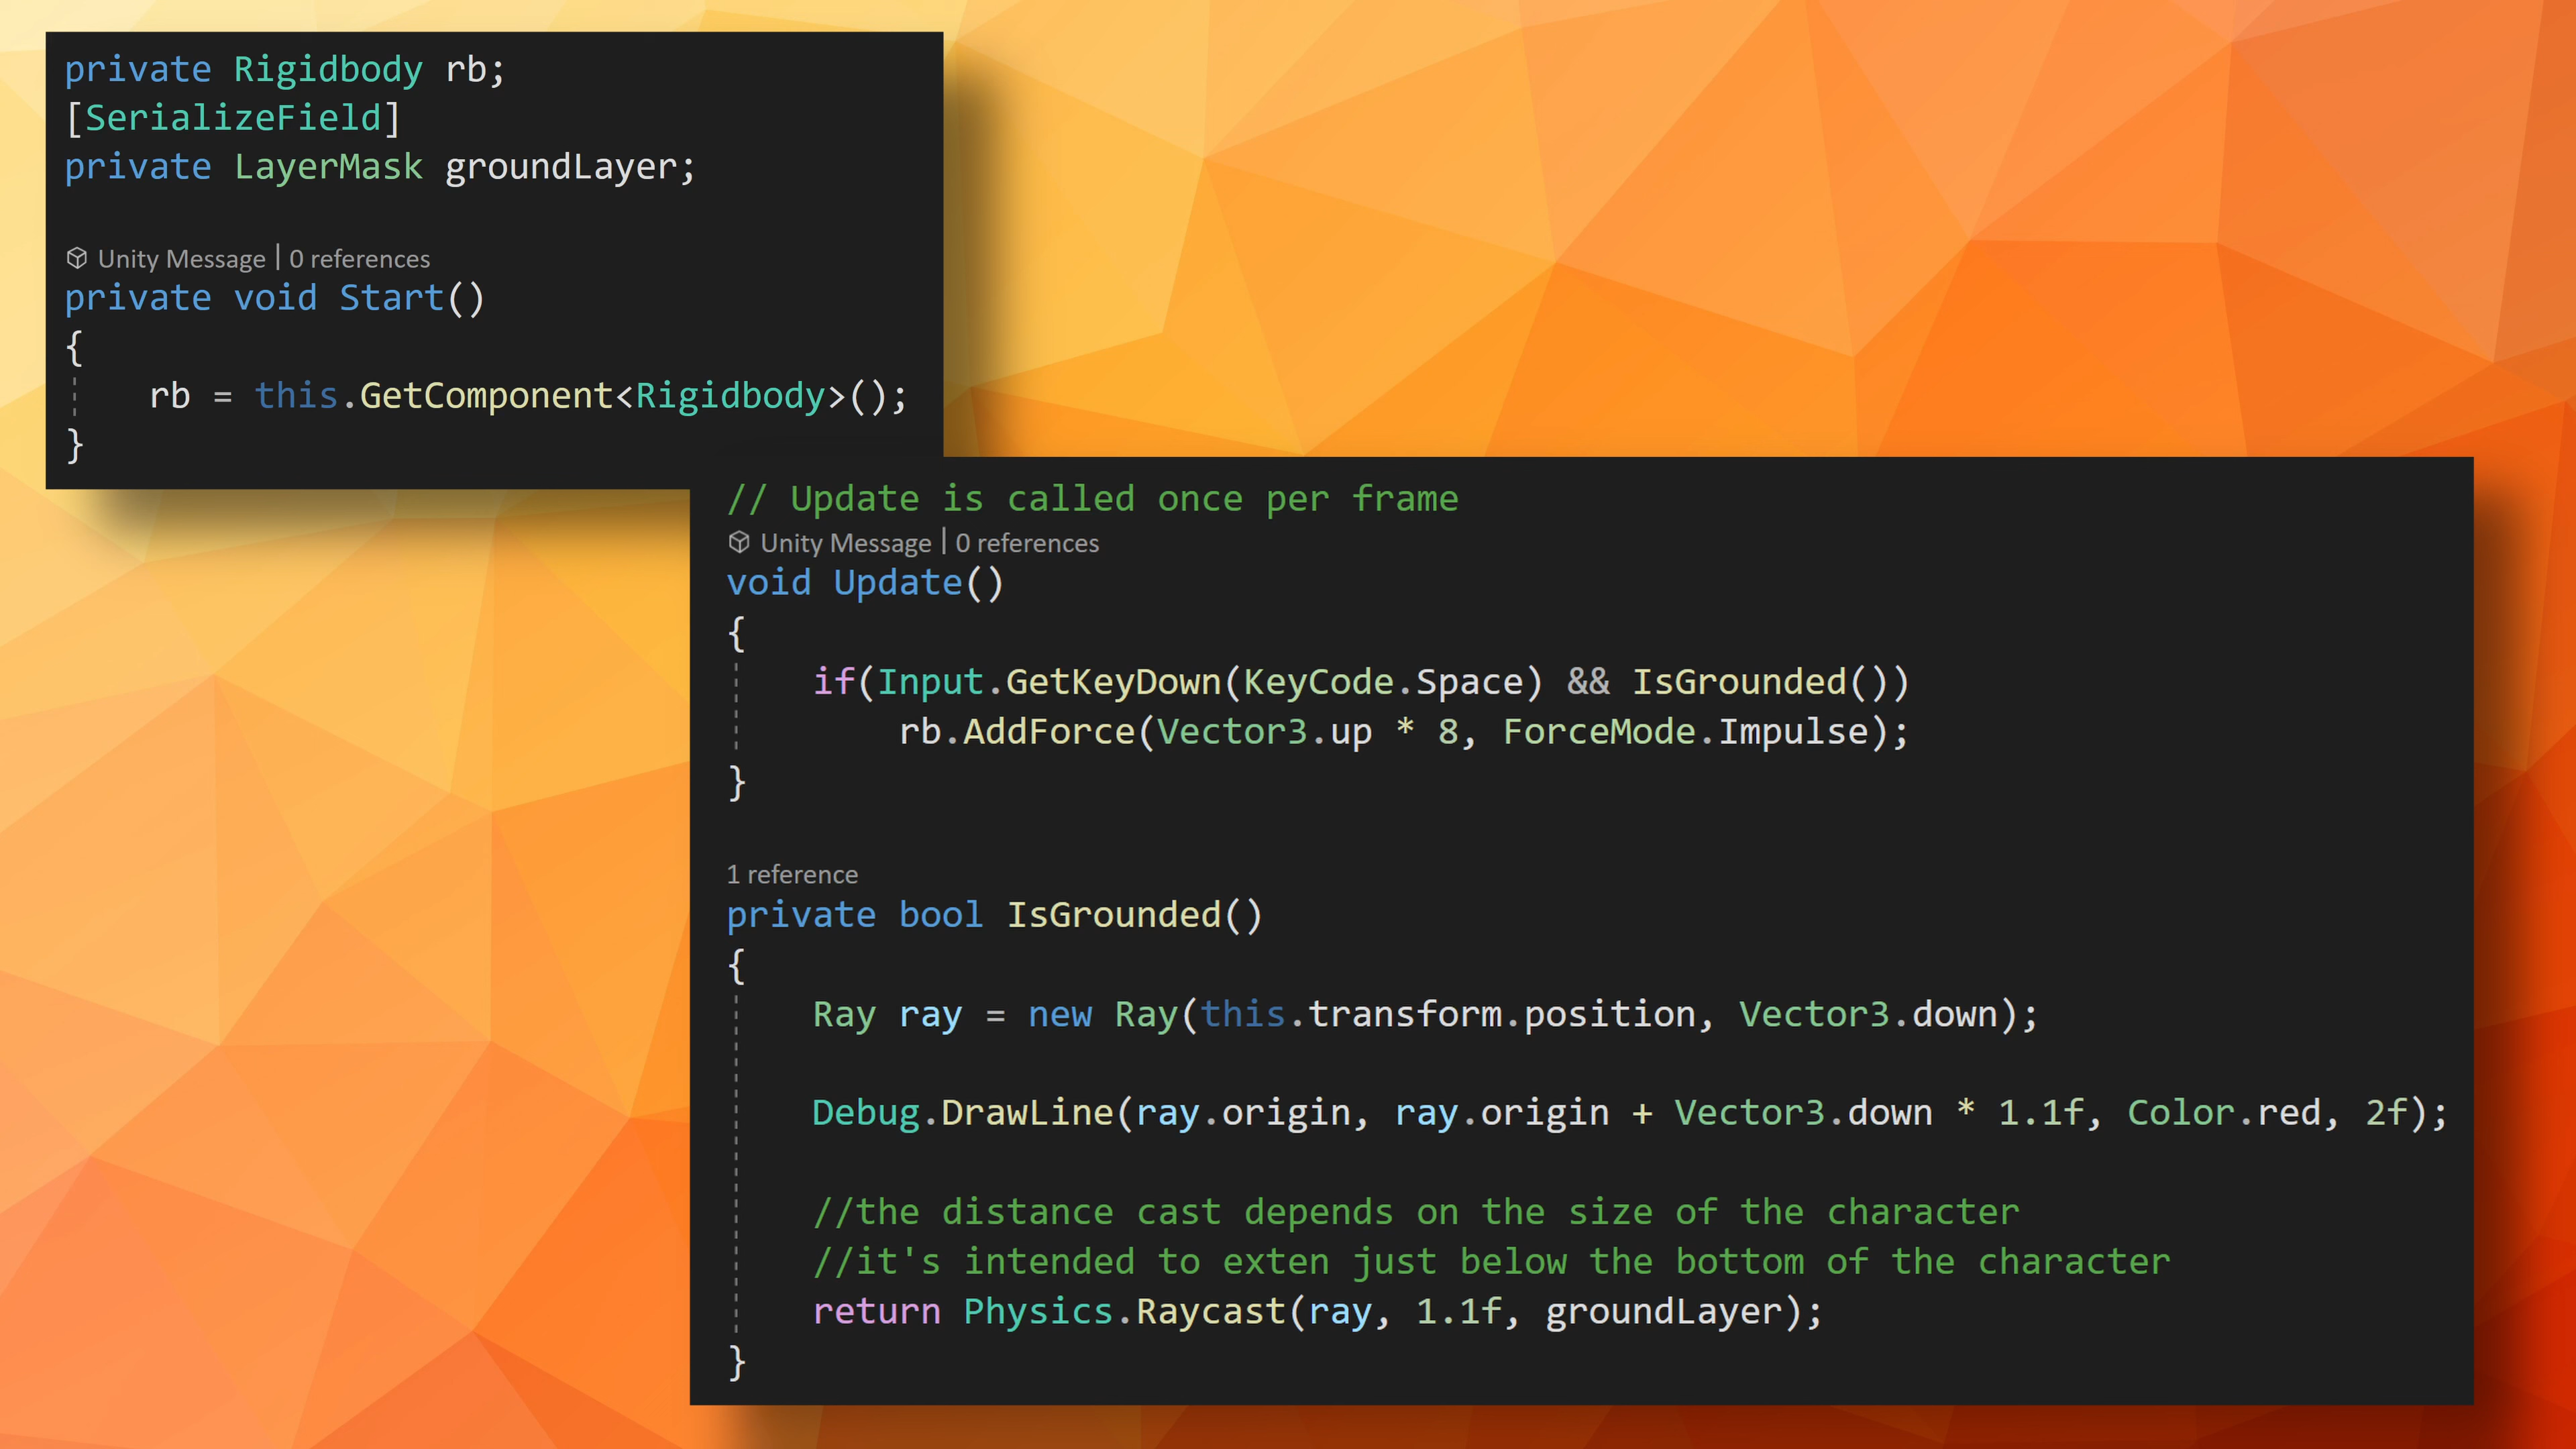 private Rigidbody rb;
[SerializeField]
private LayerMask groundLayer;
Unity Message | 0 references
private void Start()
{
rb = this.GetComponent<Rigidbody>();
}
// Update is called once per frame
Unity Message | 0 references
void Update()
{
if(Input.GetKeyDown(KeyCode.Space) && IsGrounded())
rb.AddForce(Vector3.up * 8, ForceMode.Impulse);
}
1 reference
private bool IsGrounded()
{
Ray ray = new Ray(this.transform.position, Vector3.down);
Debug.DrawLine(ray.origin, ray.origin + Vector3.down * 1.1f, Color.red, 2f);
//the distance cast depends on the size of the character
//it's intended to exten just below the bottom of the character
return Physics.Raycast(ray, 1.1f, groundLayer);
}